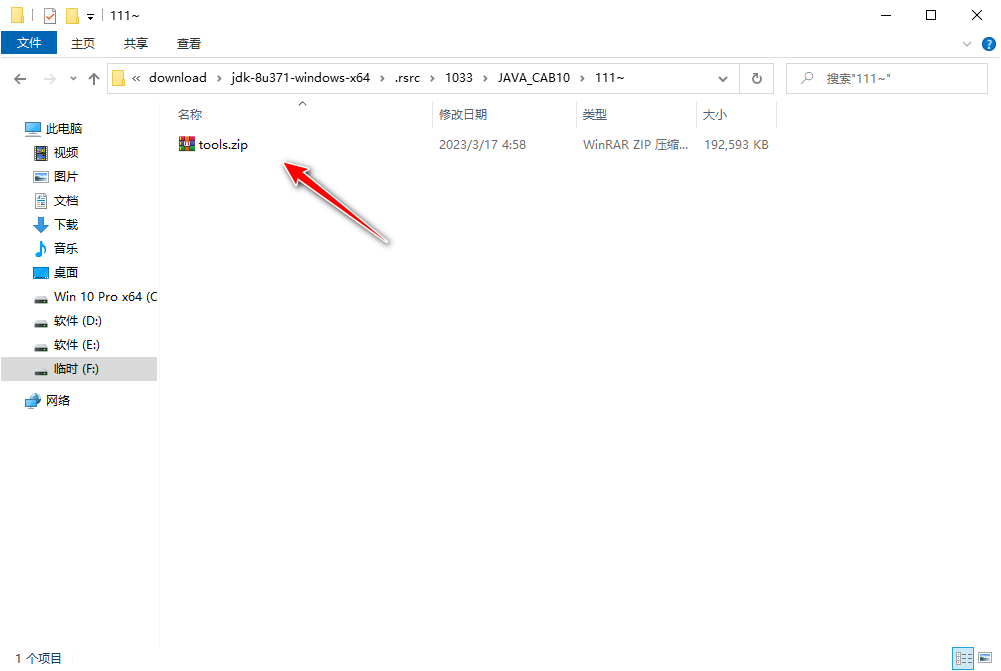 111~
文件 主页 共享 查看
« download › jdk-8u371-windows-x64 › .rsrc › 1033 › JAVA_CAB10 › 111~
搜索"111~"
名称 修改日期 类型 大小
tools.zip 2023/3/17 4:58 WinRAR ZIP 压缩... 192,593 KB
此电脑
视频
图片
文档
下载
音乐
桌面
Win 10 Pro x64 (C
软件 (D:)
软件 (E:)
临时 (F:)
网络
1 个项目